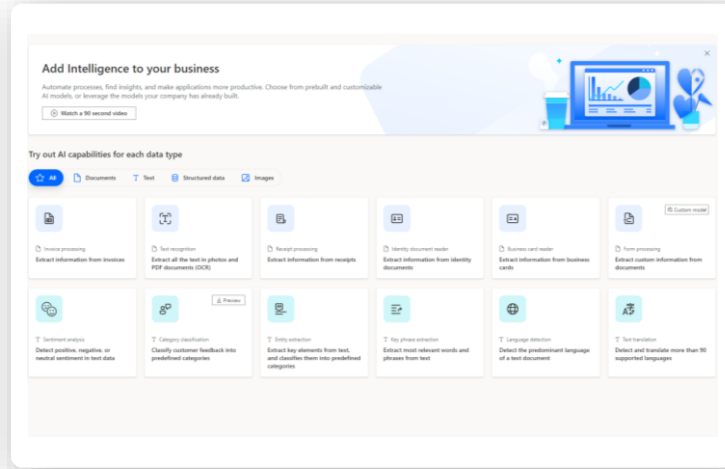 Add Intelligence to your business
Automate processes, find insights, and make applications more productive. Choose from prebuilt and customizable
AI models, or leverage the models your company has already built.
Watch a 90 second video
Try out AI capabilities for each data type
All
Documents
Text
Structured data
Images
Invoice processing
Extract information from invoices
Text recognition
Extract all the text in photos and
PDF documents (OCR)
Receipt processing
Extract information from receipts
Identity document reader
Extract information from identity
documents
Business card reader
Extract information from business
cards
Custom model
Form processing
Extract custom information from
documents
Sentiment analysis
Detect positive, negative, or
neutral sentiment in text data
Preview
Category classification
Classify customer feedback into
predefined categories
Entity extraction
Extract key elements from text,
and classifies them into predefined
categories
Key phrase extraction
Extract most relevant words and
phrases from text
Language detection
Detect the predominant language
of a text document
Text translation
Detect and translate more than 90
supported languages